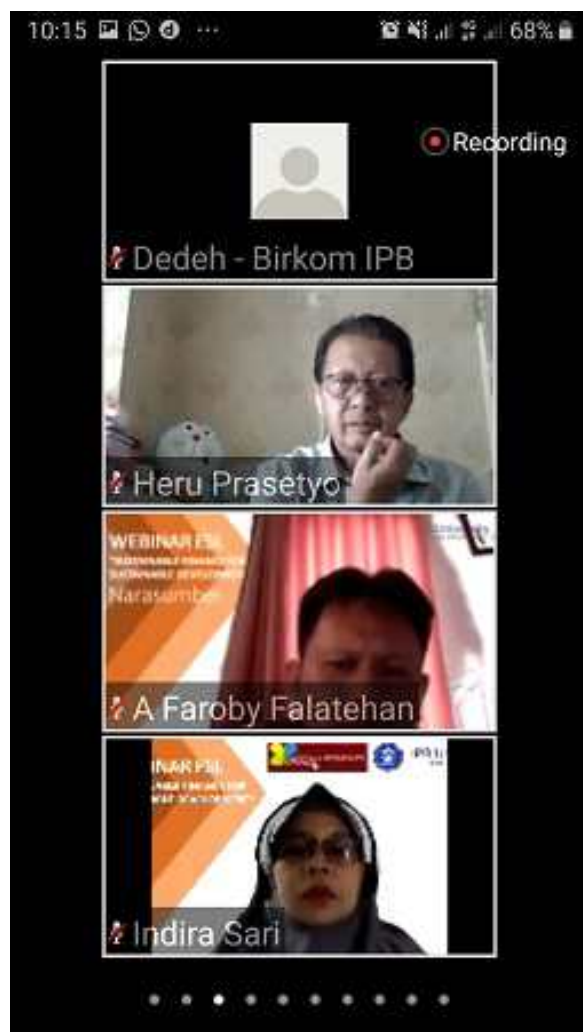 10:15 68%
Recording
Dedeh - Birkom IPB
Heru Prasetyo
WEBINAR ESL
Narasumber
A Faroby Falatehan
INAR ESL
Indira Sari